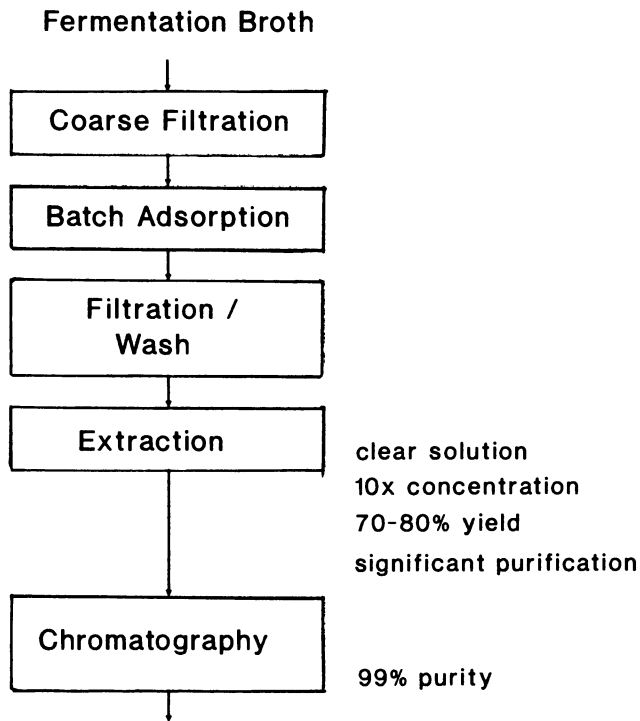 Fermentation Broth
Coarse Filtration
Batch Adsorption
Filtration /
Wash
Extraction
clear solution
10x concentration
70-80% yield
significant purification
Chromatography
99% purity